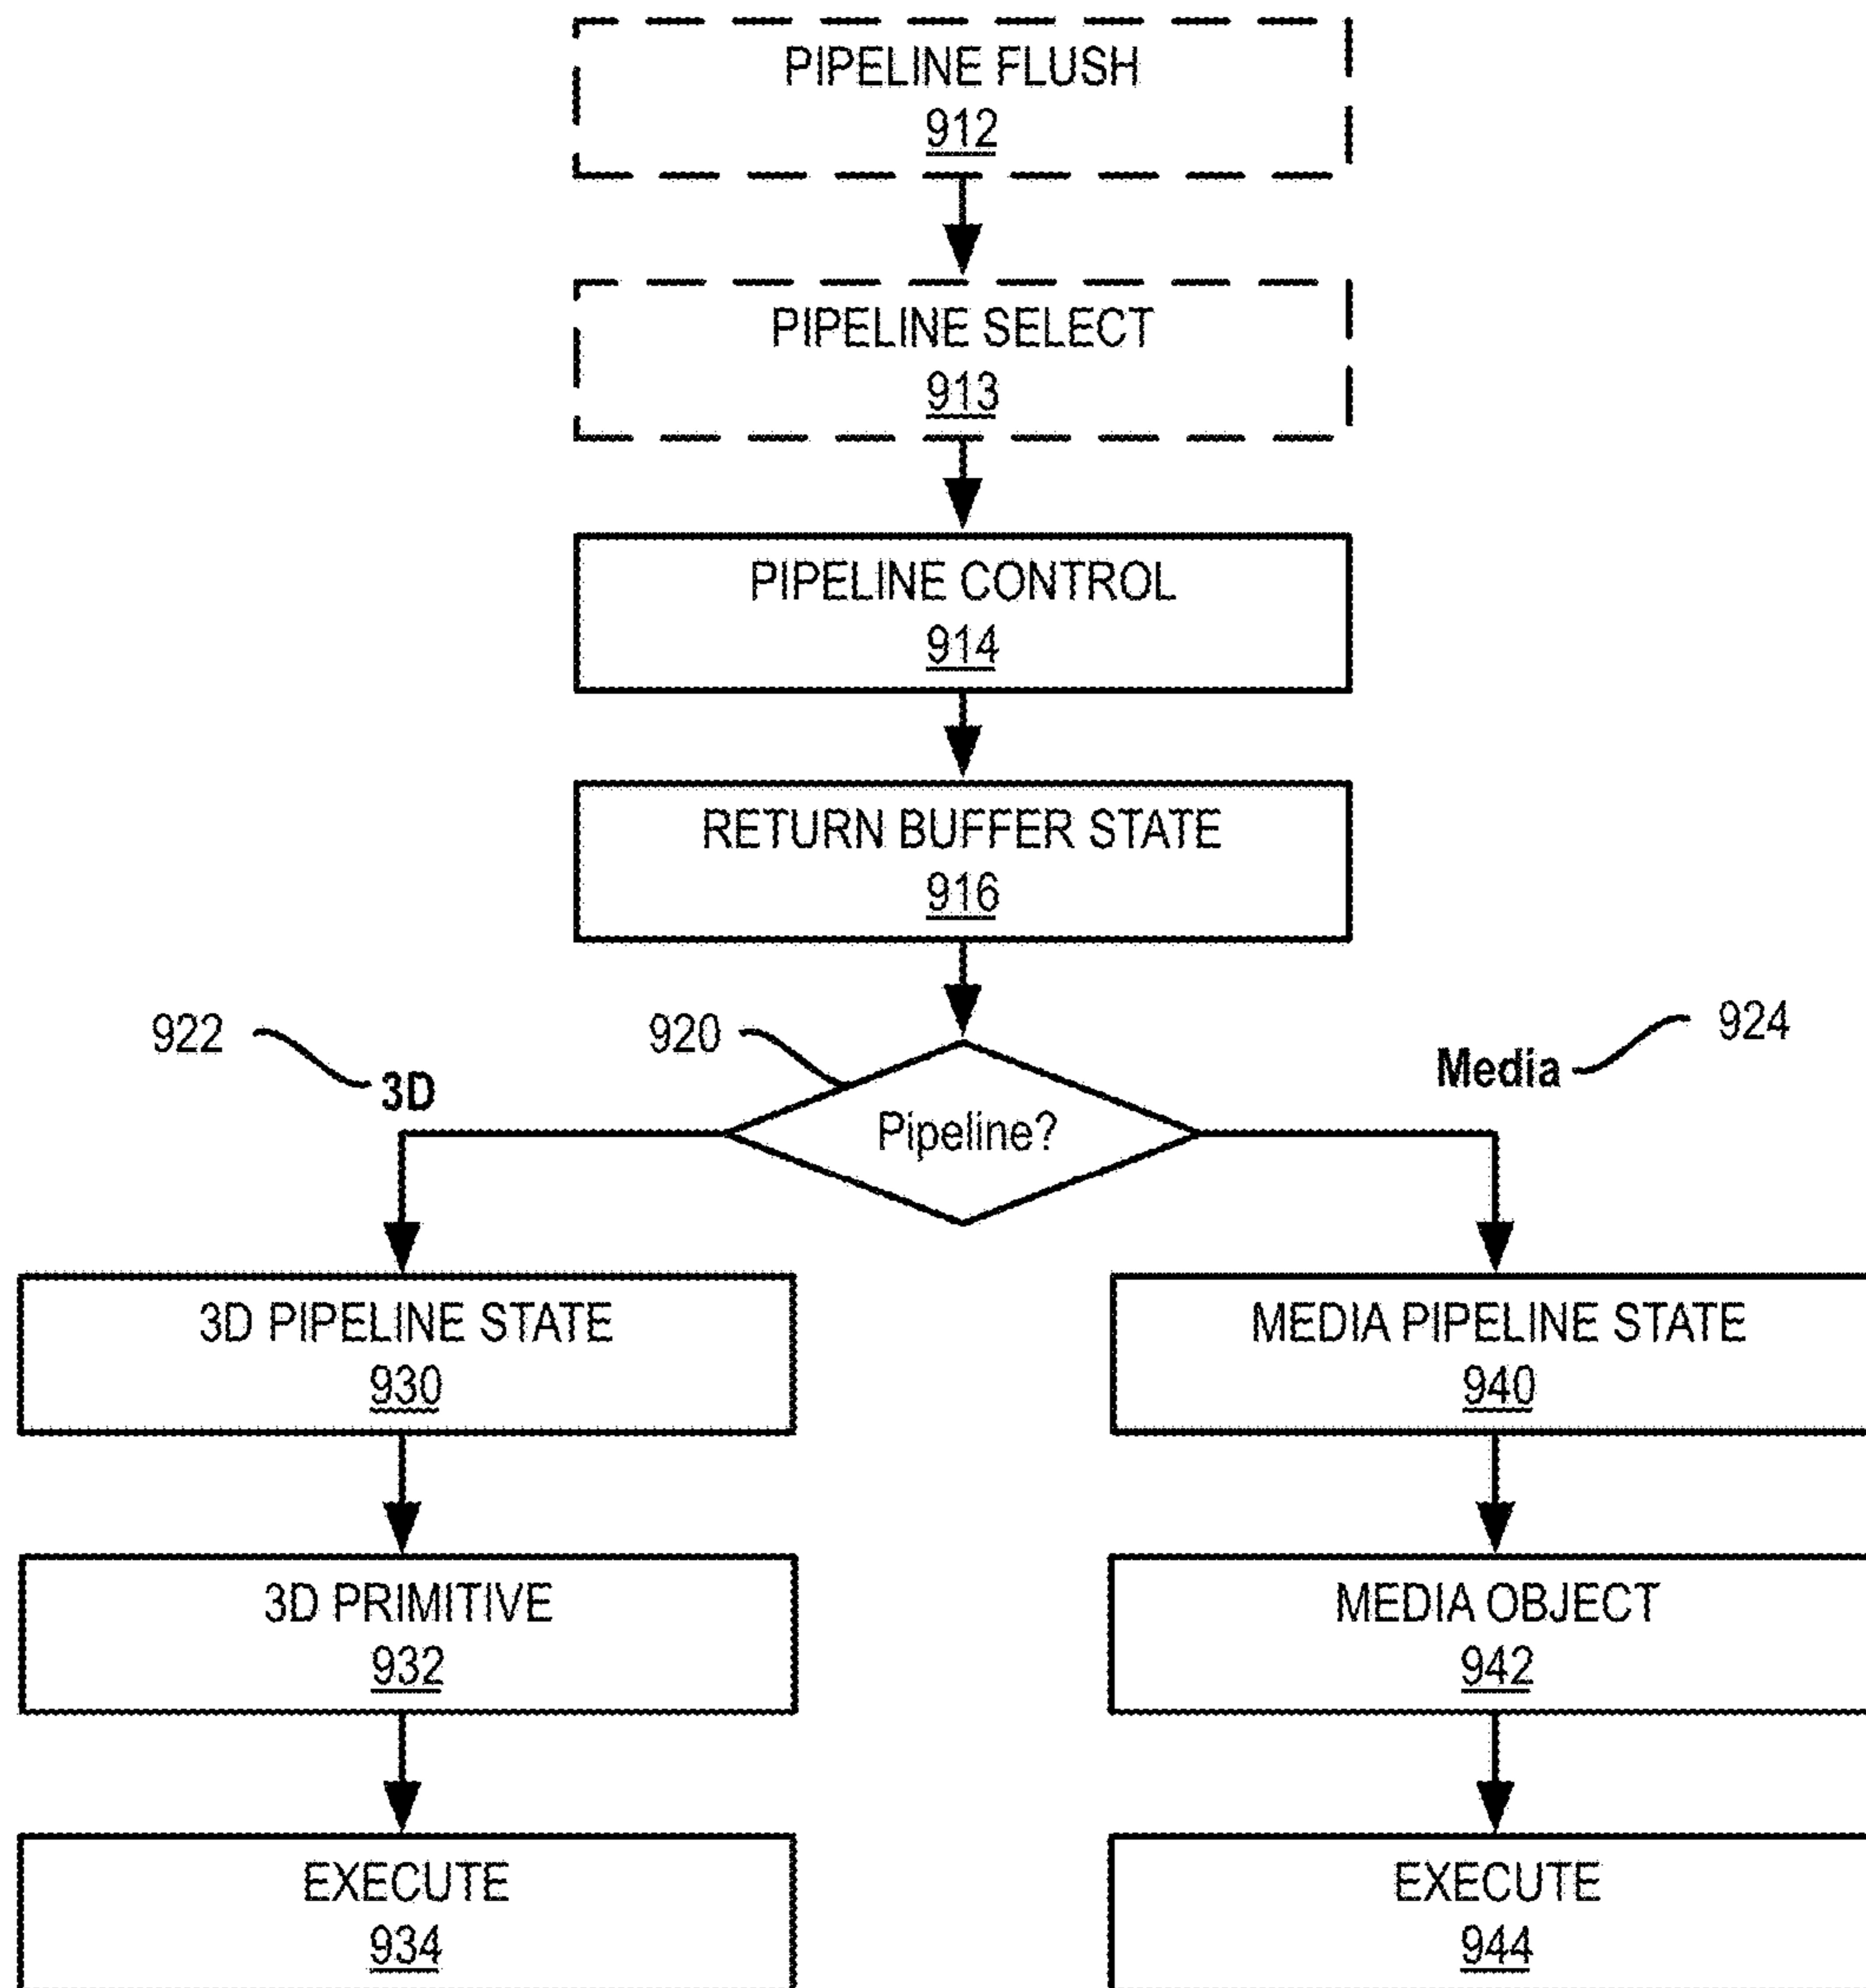 PIPELINE FLUSH
912
PIPELINE SELECT
913
PIPELINE CONTROL
914
RETURN BUFFER STATE
916
922
920
924
3D
Media
Pipeline?
3D PIPELINE STATE
930
MEDIA PIPELINE STATE
940
3D PRIMITIVE
932
MEDIA OBJECT
942
EXECUTE
934
EXECUTE
944